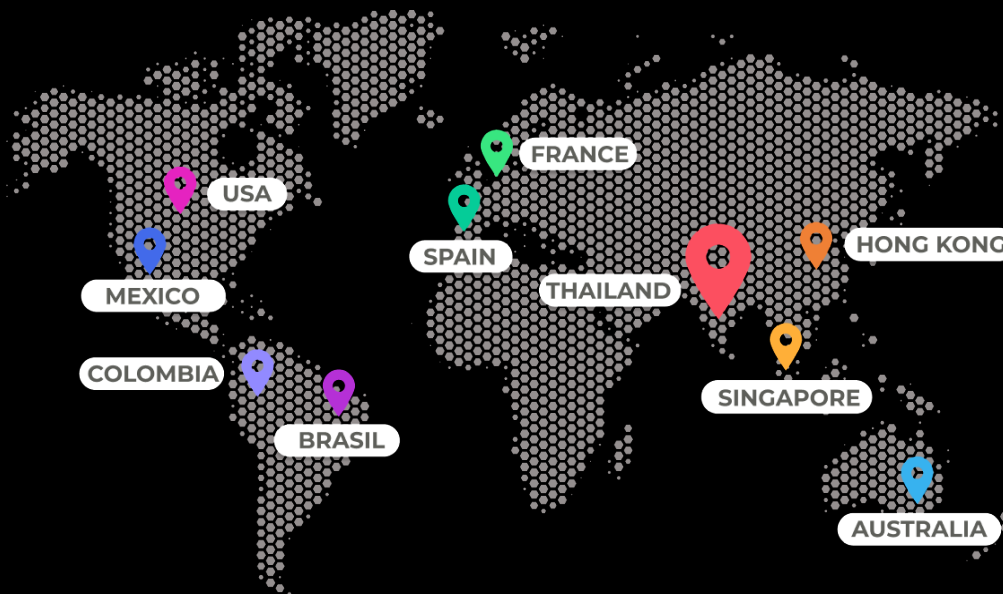 FRANCE
USA
HONG KONG
SPAIN
THAILAND
MEXICO
COLOMBIA
SINGAPORE
BRASIL
AUSTRALIA